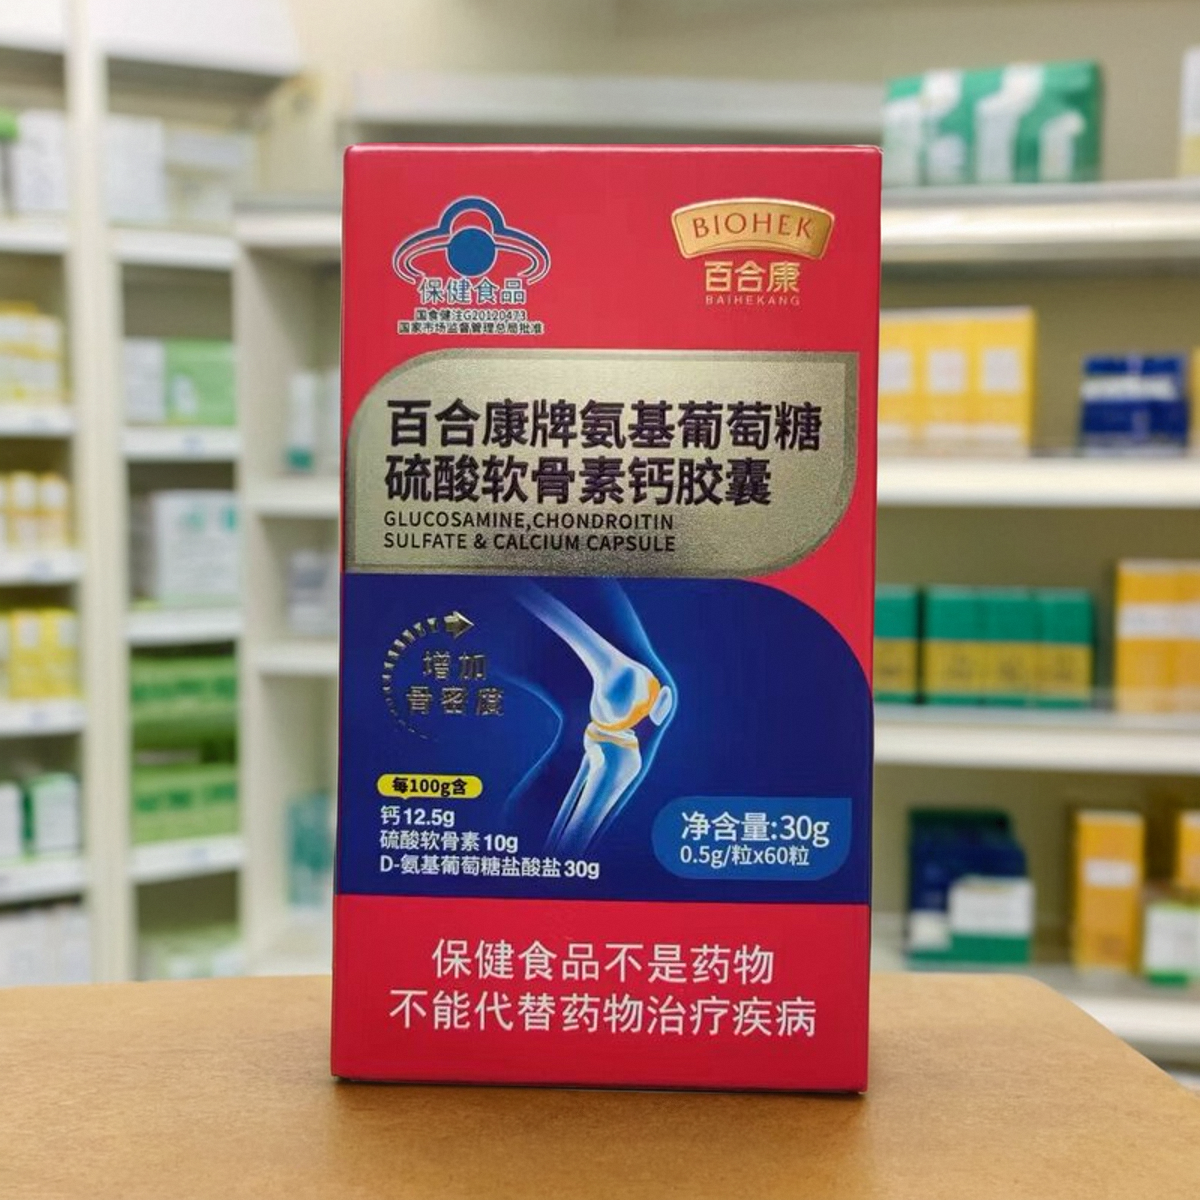 保健食品
国食健注G20120473
国家市场监督管理总局批准
BIOHEK
百合康
BAIHEKANG
百合康牌氨基葡萄糖
硫酸软骨素钙胶囊
GLUCOSAMINE,CHONDROITIN
SULFATE & CALCIUM CAPSULE
增加
骨密度
每100g含
钙12.5g
硫酸软骨素10g
D-氨基葡萄糖盐酸盐30g
净含量:30g
0.5g/粒x60粒
保健食品不是药物
不能代替药物治疗疾病